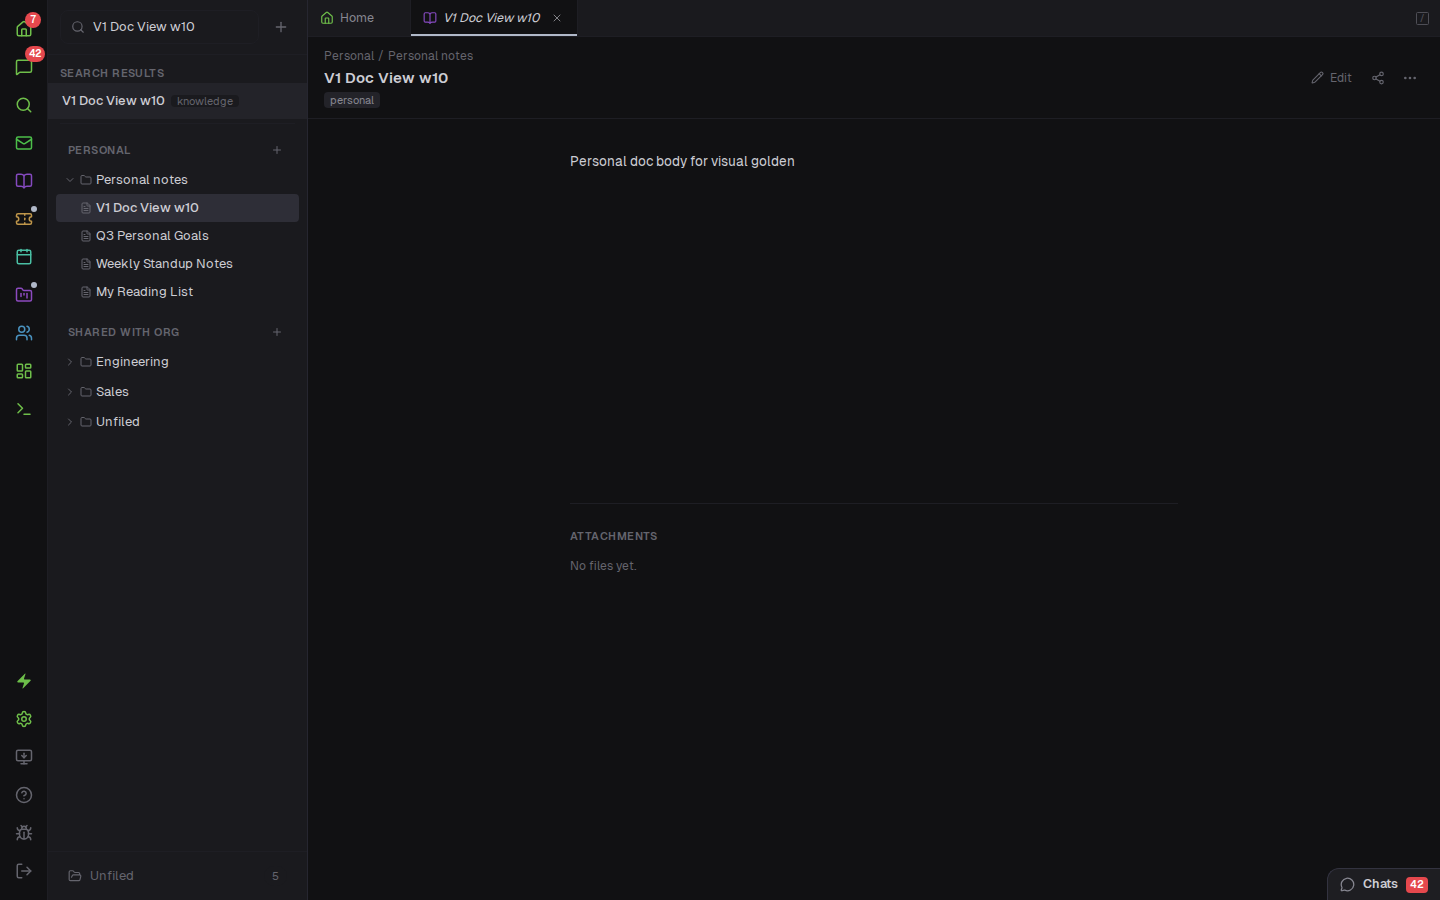 7
42
V1 Doc View w10
SEARCH RESULTS
V1 Doc View w10 knowledge
PERSONAL
Personal notes
V1 Doc View w10
Q3 Personal Goals
Weekly Standup Notes
My Reading List
SHARED WITH ORG
Engineering
Sales
Unfiled
Unfiled 5
Home
V1 Doc View w10
/
Personal / Personal notes
V1 Doc View w10
personal
Edit
Personal doc body for visual golden
ATTACHMENTS
No files yet.
Chats 42